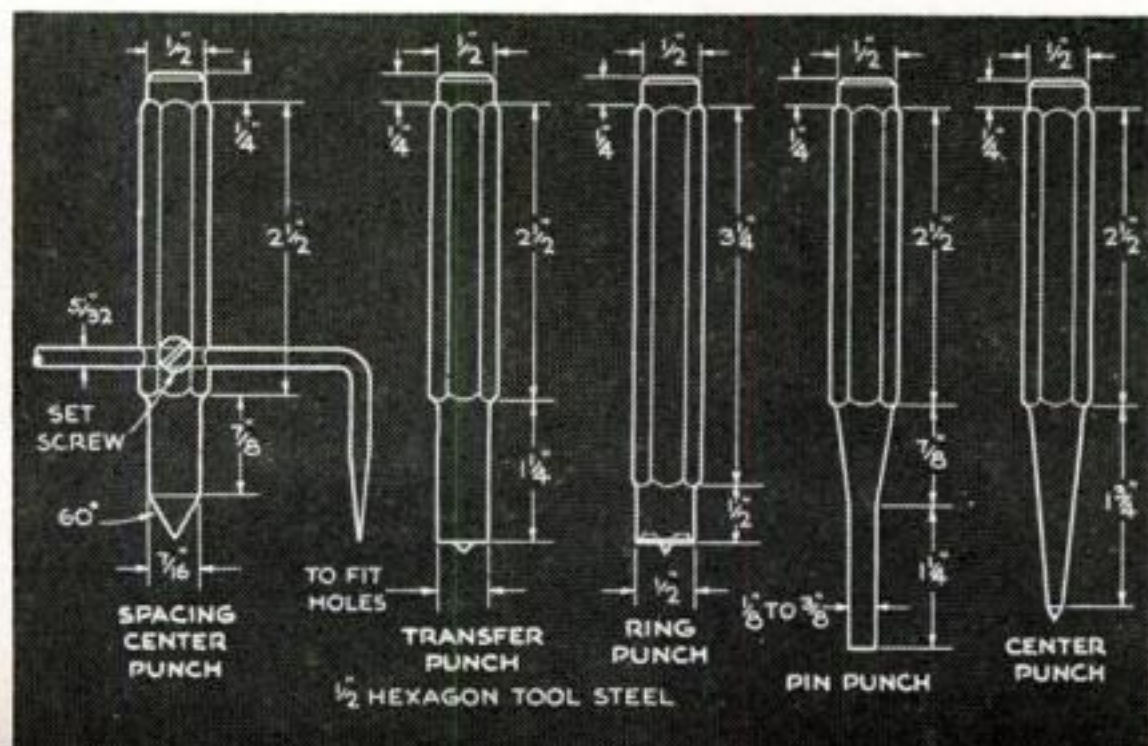 1/2"
1/2"
1/2"
1/2"
1/2"
1/4"
1/4"
1/4"
1/4"
1/4"
2 1/2"
2 1/2"
3 1/4"
2 1/2"
2 1/2"
5/32"
SET
SCREW
7/8"
1 1/4"
1/2"
7/8"
60°
7/16"
TO FIT
HOLES
1/2"
1/8" TO 3/8"
1 1/4"
SPACING
CENTER
PUNCH
TRANSFER
PUNCH
RING
PUNCH
PIN PUNCH
CENTER
PUNCH
1/2" HEXAGON TOOL STEEL